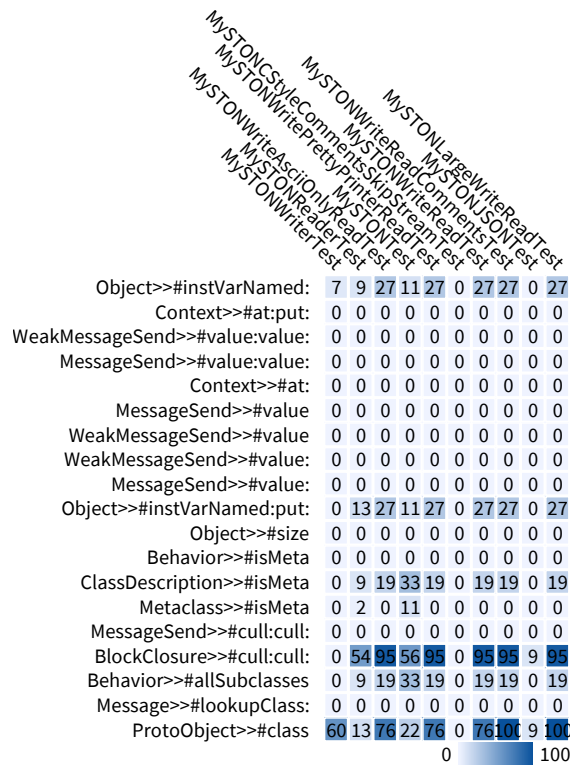 MySTONWriterTest
MySTONReaderTest
MySTONWriteAsciiOnlyReadTest
MySTONTest
MySTONWritePrettyPrinterReadTest
MySTONCStyleCommentsSkipStreamTest
MySTONWriteReadTest
MySTONWriteReadCommentsTest
MySTONJSONTest
MySTONLargeWriteReadTest
Object>>#instVarNamed: 7 9 27 11 27 0 27 27 0 27
Context>>#at:put: 0 0 0 0 0 0 0 0 0 0
WeakMessageSend>>#value:value: 0 0 0 0 0 0 0 0 0 0
MessageSend>>#value:value: 0 0 0 0 0 0 0 0 0 0
Context>>#at: 0 0 0 0 0 0 0 0 0 0
MessageSend>>#value 0 0 0 0 0 0 0 0 0 0
WeakMessageSend>>#value 0 0 0 0 0 0 0 0 0 0
WeakMessageSend>>#value: 0 0 0 0 0 0 0 0 0 0
MessageSend>>#value: 0 0 0 0 0 0 0 0 0 0
Object>>#instVarNamed:put: 0 13 27 11 27 0 27 27 0 27
Object>>#size 0 0 0 0 0 0 0 0 0 0
Behavior>>#isMeta 0 0 0 0 0 0 0 0 0 0
ClassDescription>>#isMeta 0 9 19 33 19 0 19 19 0 19
Metaclass>>#isMeta 0 2 0 11 0 0 0 0 0 0
MessageSend>>#cull:cull: 0 0 0 0 0 0 0 0 0 0
BlockClosure>>#cull:cull: 0 54 95 56 95 0 95 95 9 95
Behavior>>#allSubclasses 0 9 19 33 19 0 19 19 0 19
Message>>#lookupClass: 0 0 0 0 0 0 0 0 0 0
ProtoObject>>#class 60 13 76 22 76 0 76 100 9 100
0 100